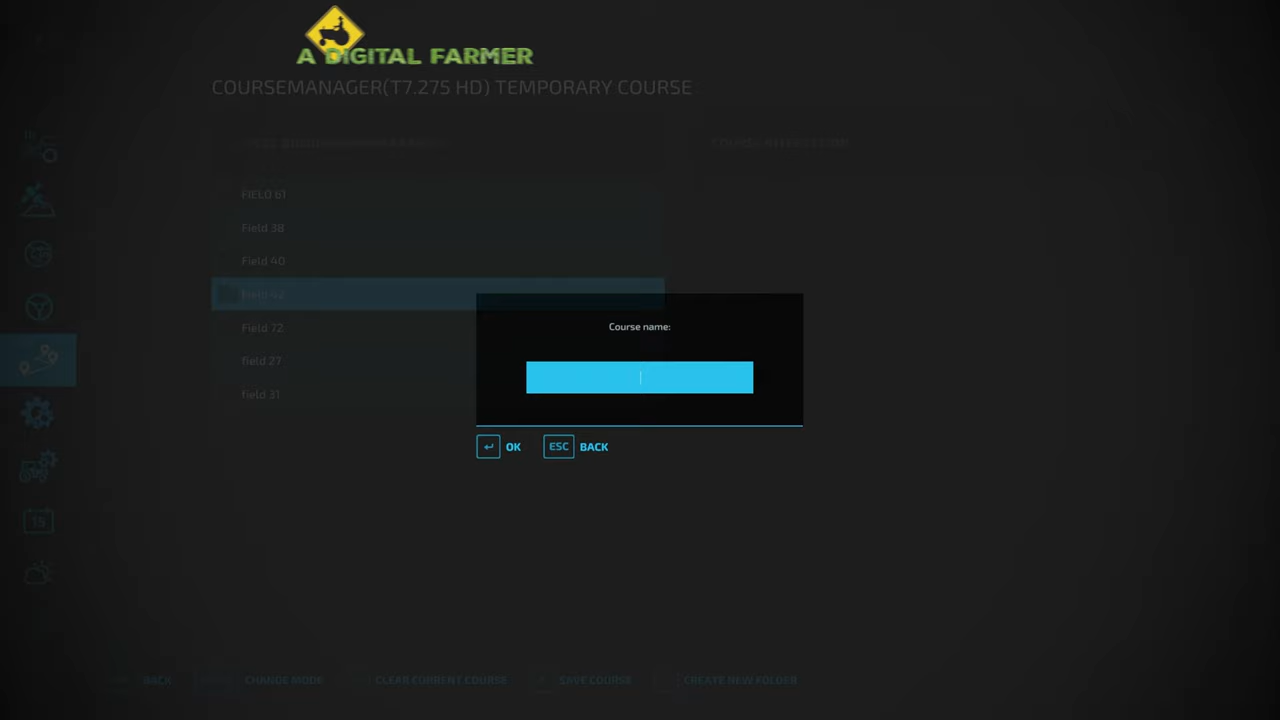 A DIGITAL FARMER
COURSEMANAGER(T7.275 HD) TEMPORARY COURSE
FIELD 61
Field 38
Field 40
Field 72
field 27
field 31
Course name:
OK
ESC BACK
15
BACK CHANGE MODE CLEAR CURRENT COURSE SAVE COURSE CREATE NEW FOLDER